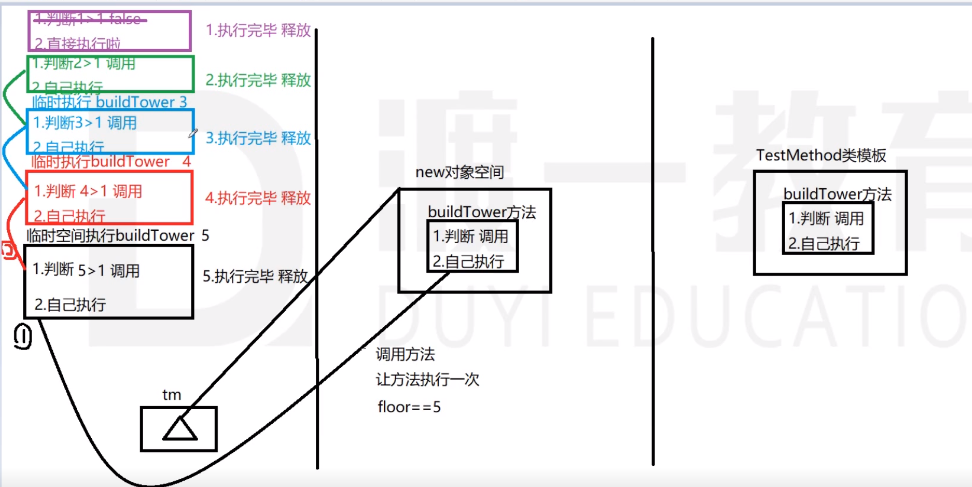 1.判断1>1 false
2.直接执行啦
1.执行完毕 释放
1.判断2>1 调用
2.自己执行
2.执行完毕 释放
临时执行 buildTower 3
1.判断3>1 调用
2.自己执行
3.执行完毕 释放
临时执行buildTower 4
1.判断 4>1 调用
2.自己执行
4.执行完毕 释放
临时空间执行buildTower 5
1.判断 5>1 调用
2.自己执行
5.执行完毕 释放
tm
new对象空间
buildTower方法
1.判断 调用
2.自己执行
调用方法
让方法执行一次
floor==5
TestMethod类模板
buildTower方法
1.判断 调用
2.自己执行
渡一教育
DUYI EDUCATIO